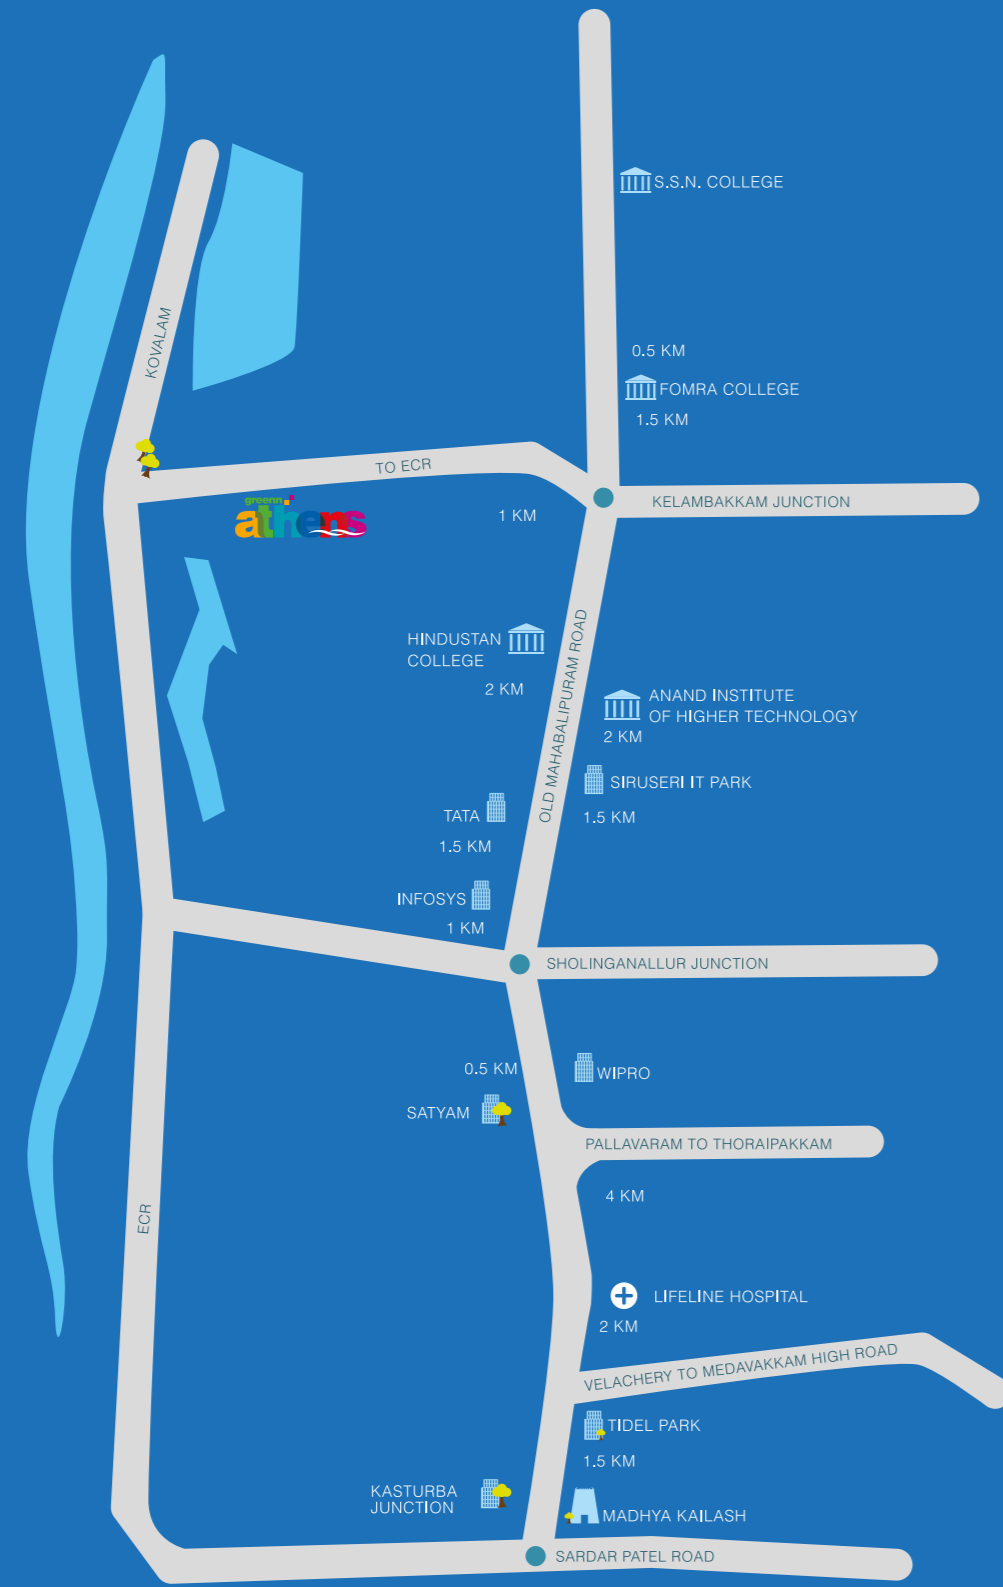 S.S.N. COLLEGE
KOVALAM
0.5 KM
FOMRA COLLEGE
1.5 KM
TO ECR
greenn
athens
1 KM
KELAMBAKKAM JUNCTION
HINDUSTAN
COLLEGE
2 KM
OLD MAHABALIPURAM ROAD
ANAND INSTITUTE
OF HIGHER TECHNOLOGY
2 KM
SIRUSERI IT PARK
1.5 KM
TATA
1.5 KM
INFOSYS
1 KM
SHOLINGANALLUR JUNCTION
0.5 KM
WIPRO
SATYAM
PALLAVARAM TO THORAIPAKKAM
4 KM
ECR
LIFELINE HOSPITAL
2 KM
VELACHERY TO MEDAVAKKAM HIGH ROAD
TIDEL PARK
1.5 KM
KASTURBA
JUNCTION
MADHYA KAILASH
SARDAR PATEL ROAD